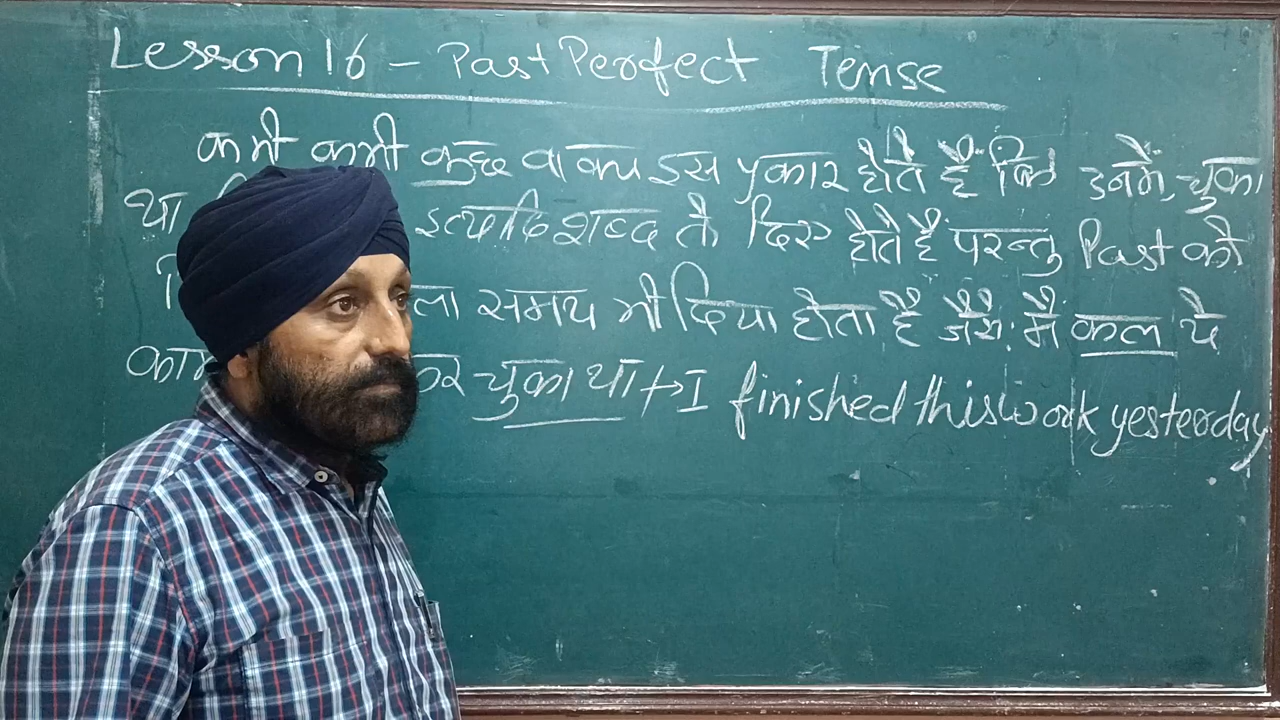 Lesson 16 - Past Perfect Tense
कभी कभी कुछ वाक्य इस प्रकार होते हैं कि उनमें, चुका
था इत्यादि शब्द तो दिए होते हैं परन्तु Past को
ला समय भी दिया होता है जैसे: मैं कल ये
काम कर चुका था → I finished this work yesterday